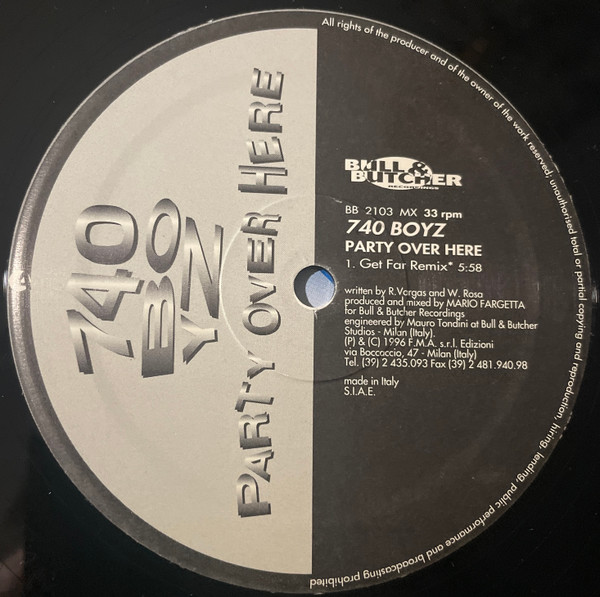 740
BO
YZ
PARTY OVER HERE
BULL &
BUTCHER
RECORDINGS
BB 2103 MX 33 rpm
740 BOYZ
PARTY OVER HERE
1. Get Far Remix* 5:58
written by R.Vargas and W. Rosa
produced and mixed by MARIO FARGETTA
for Bull & Butcher Recordings
engineered by Mauro Tondini at Bull & Butcher
Studios - Milan (Italy).
(P) & (C) 1996 F.M.A. s.r.l. Edizioni
via Boccaccio, 47 - Milan (Italy)
Tel. (39) 2 435.093 Fax (39) 2 481.940.98
made in Italy
S.I.A.E.
All rights of the producer and of the owner of the work reserved; unauthorised total or partial copying and reproduction, hiring, lending, public performance and broadcasting prohibited